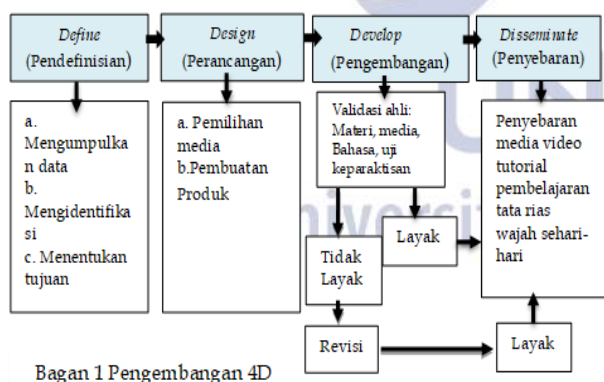 Define
(Pendefinisian)
Design
(Perancangan)
Develop
(Pengembangan)
Disseminate
(Penyebaran)
a.
Mengumpulka
n data
b.
Mengidentifika
si
c. Menentukan
tujuan
a. Pemilihan
media
b.Pembuatan
Produk
Validasi ahli:
Materi, media,
Bahasa, uji
keparaktisan
Penyebaran
media video
tutorial
pembelajaran
tata rias
wajah sehari-
hari
Layak
Tidak
Layak
Revisi
Layak
Bagan 1 Pengembangan 4D